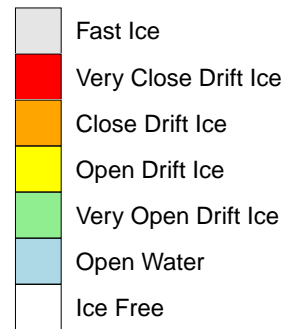 Fast Ice
Very Close Drift Ice
Close Drift Ice
Open Drift Ice
Very Open Drift Ice
Open Water
Ice Free